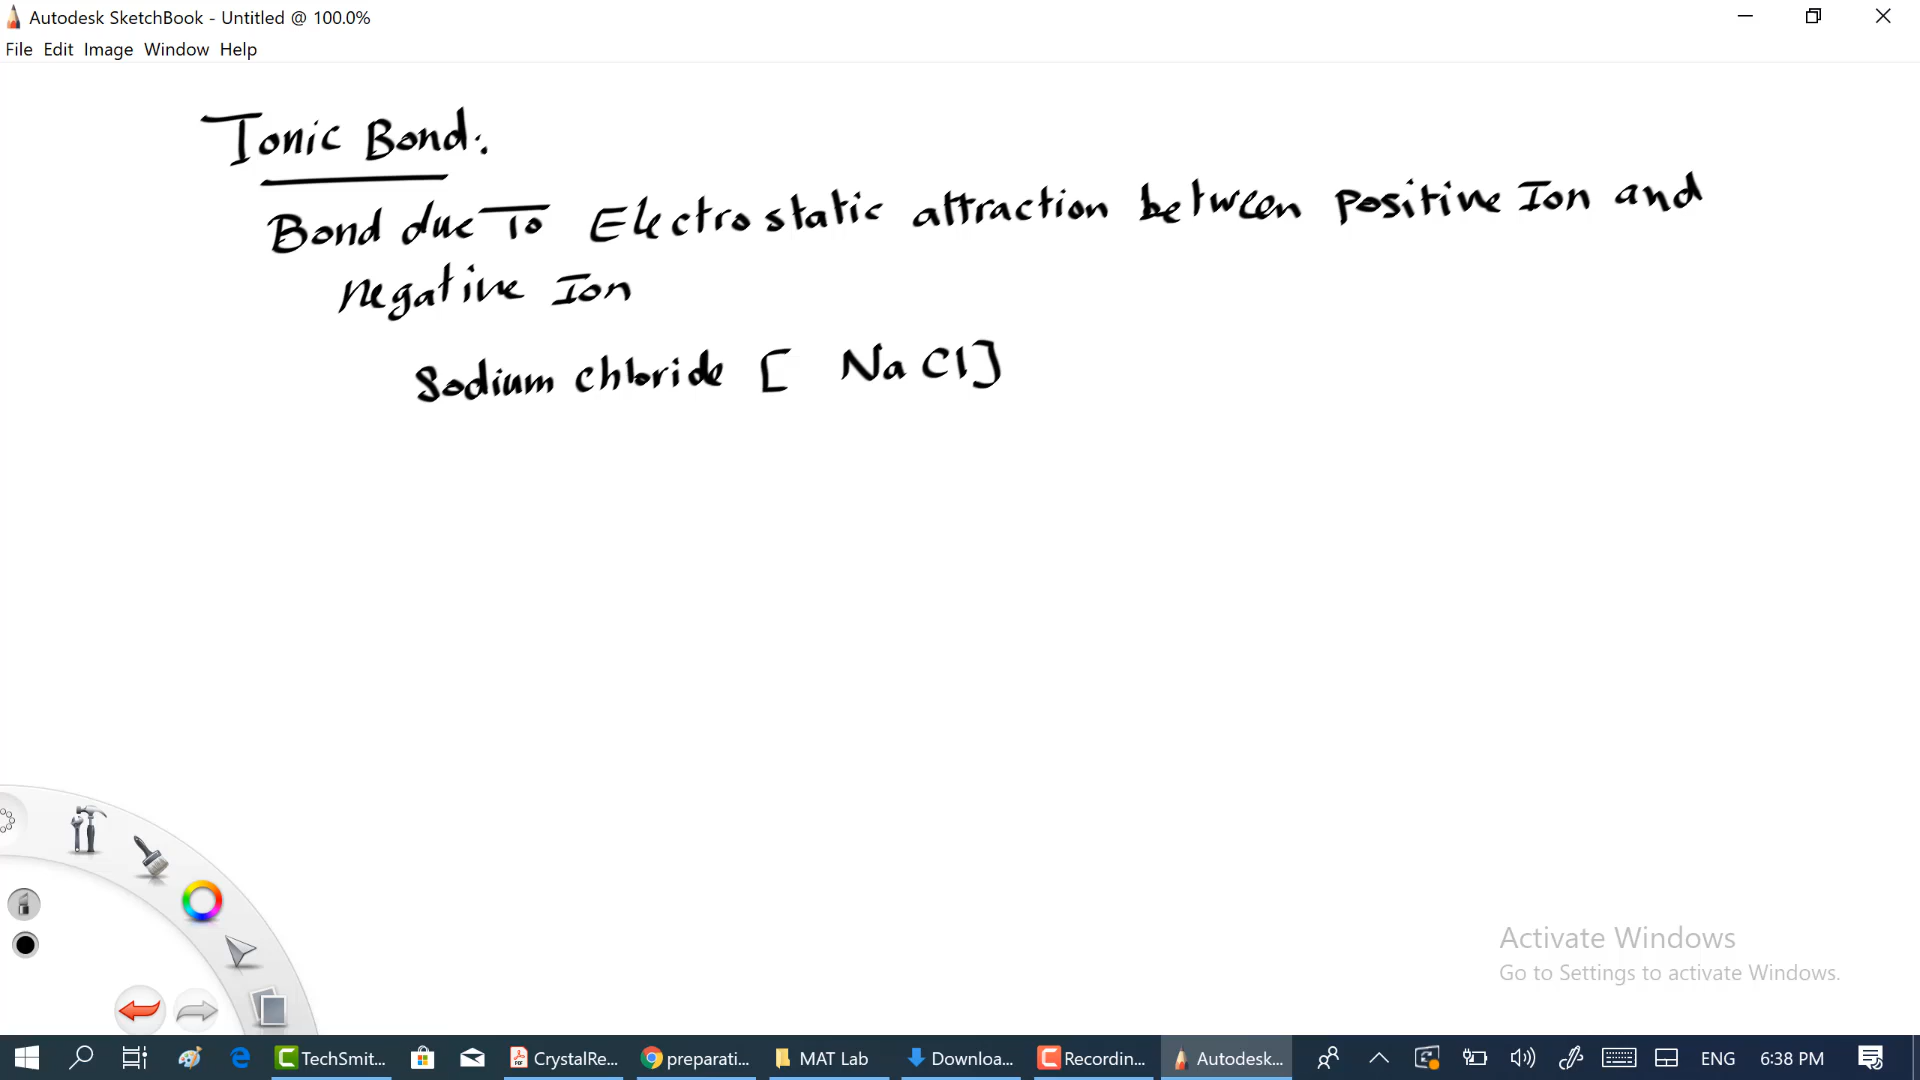 Autodesk SketchBook - Untitled @ 100.0%
File Edit Image Window Help
Ionic Bond:
Bond due To Electrostatic attraction between positive Ion and
negative Ion
Sodium chloride [ NaCl]
Activate Windows
Go to Settings to activate Windows.
TechSmit... CrystalRe... preparati... MAT Lab Downloa... Recordin... Autodesk... ENG 6:38 PM